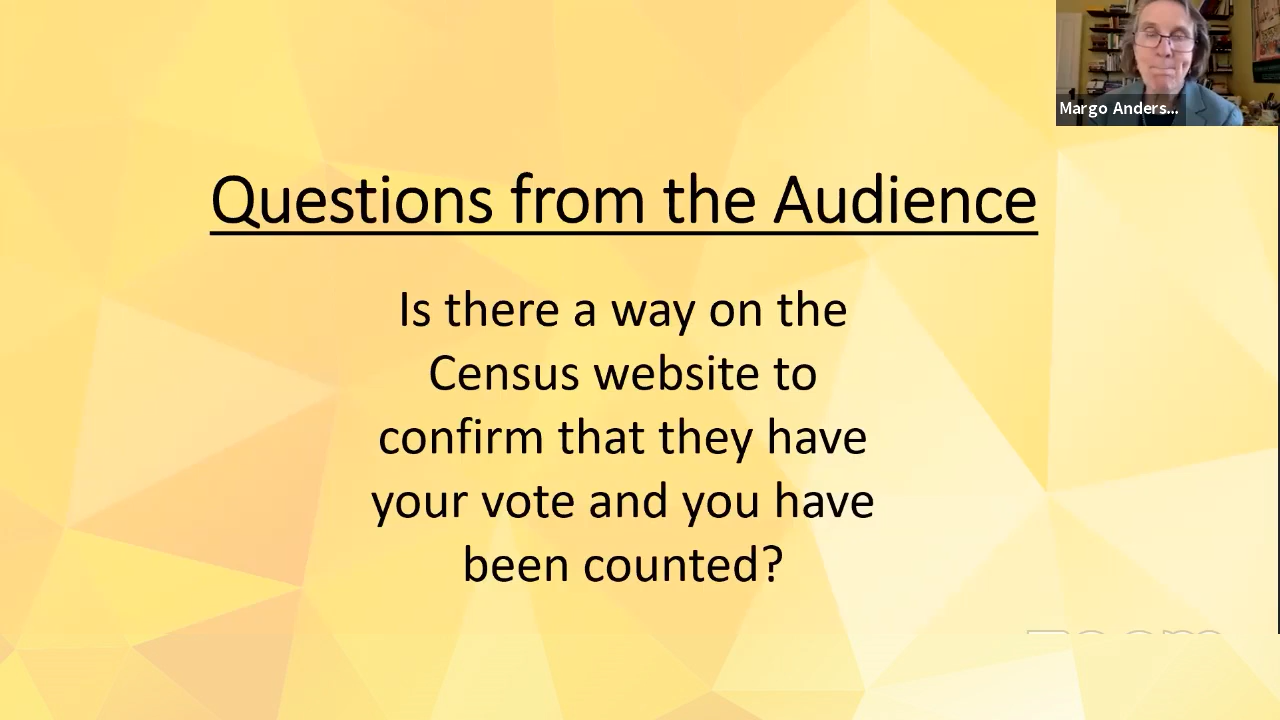 Margo Anders...
Questions from the Audience
Is there a way on the
Census website to
confirm that they have
your vote and you have
been counted?
zoom